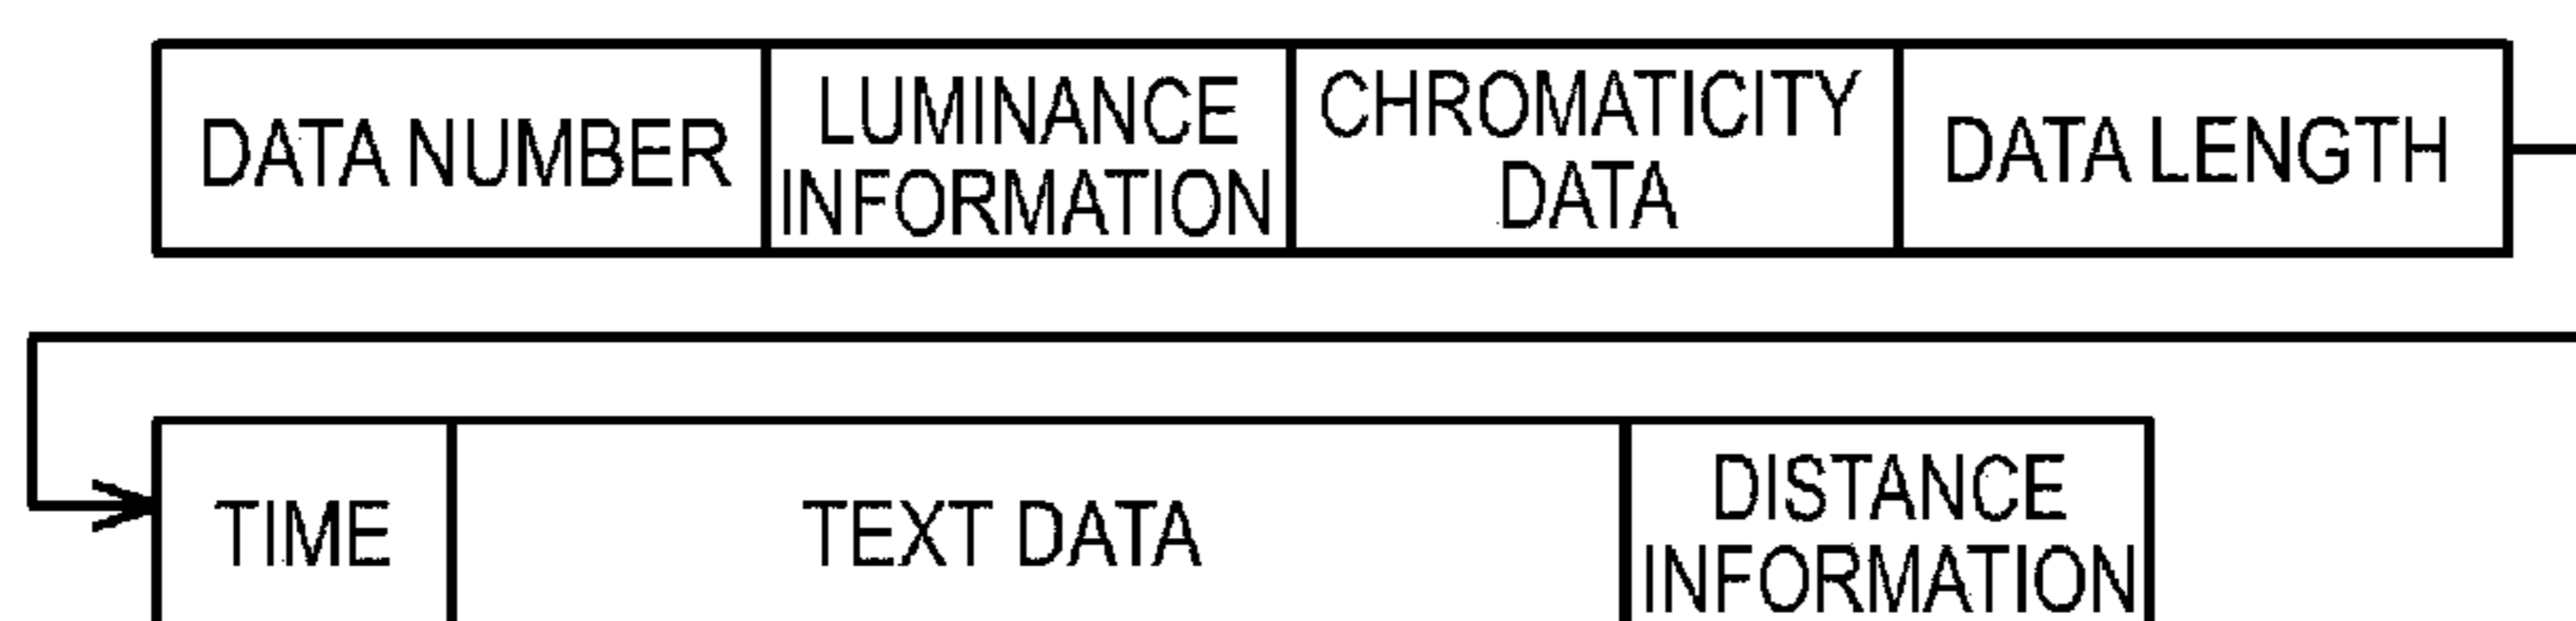 DATA NUMBER
LUMINANCE
INFORMATION
CHROMATICITY
DATA
DATA LENGTH
TIME
TEXT DATA
DISTANCE
INFORMATION